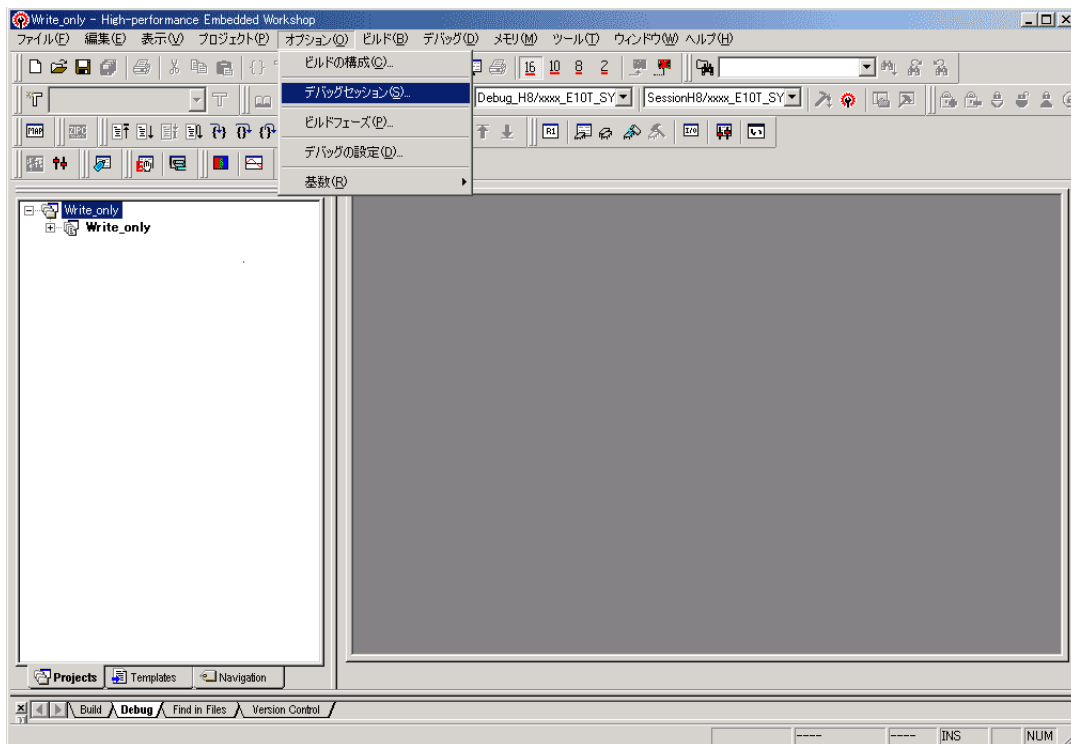 Write_only - High-performance Embedded Workshop
ファイル(F) 編集(E) 表示(V) プロジェクト(P) オプション(O) ビルド(B) デバッグ(D) メモリ(M) ツール(T) ウィンドウ(W) ヘルプ(H)
ビルドの構成(C)...
16 10 8 2
デバッグセッション(S)...
Debug_H8/xxxx_E10T_SY SessionH8/xxxx_E10T_SY
ビルドフェーズ(P)...
MAP ZIPC R1 I/O
デバッグの設定(D)...
基数(R)
Write_only
Write_only
Projects Templates Navigation
Build Debug Find in Files Version Control
---- ---- INS NUM